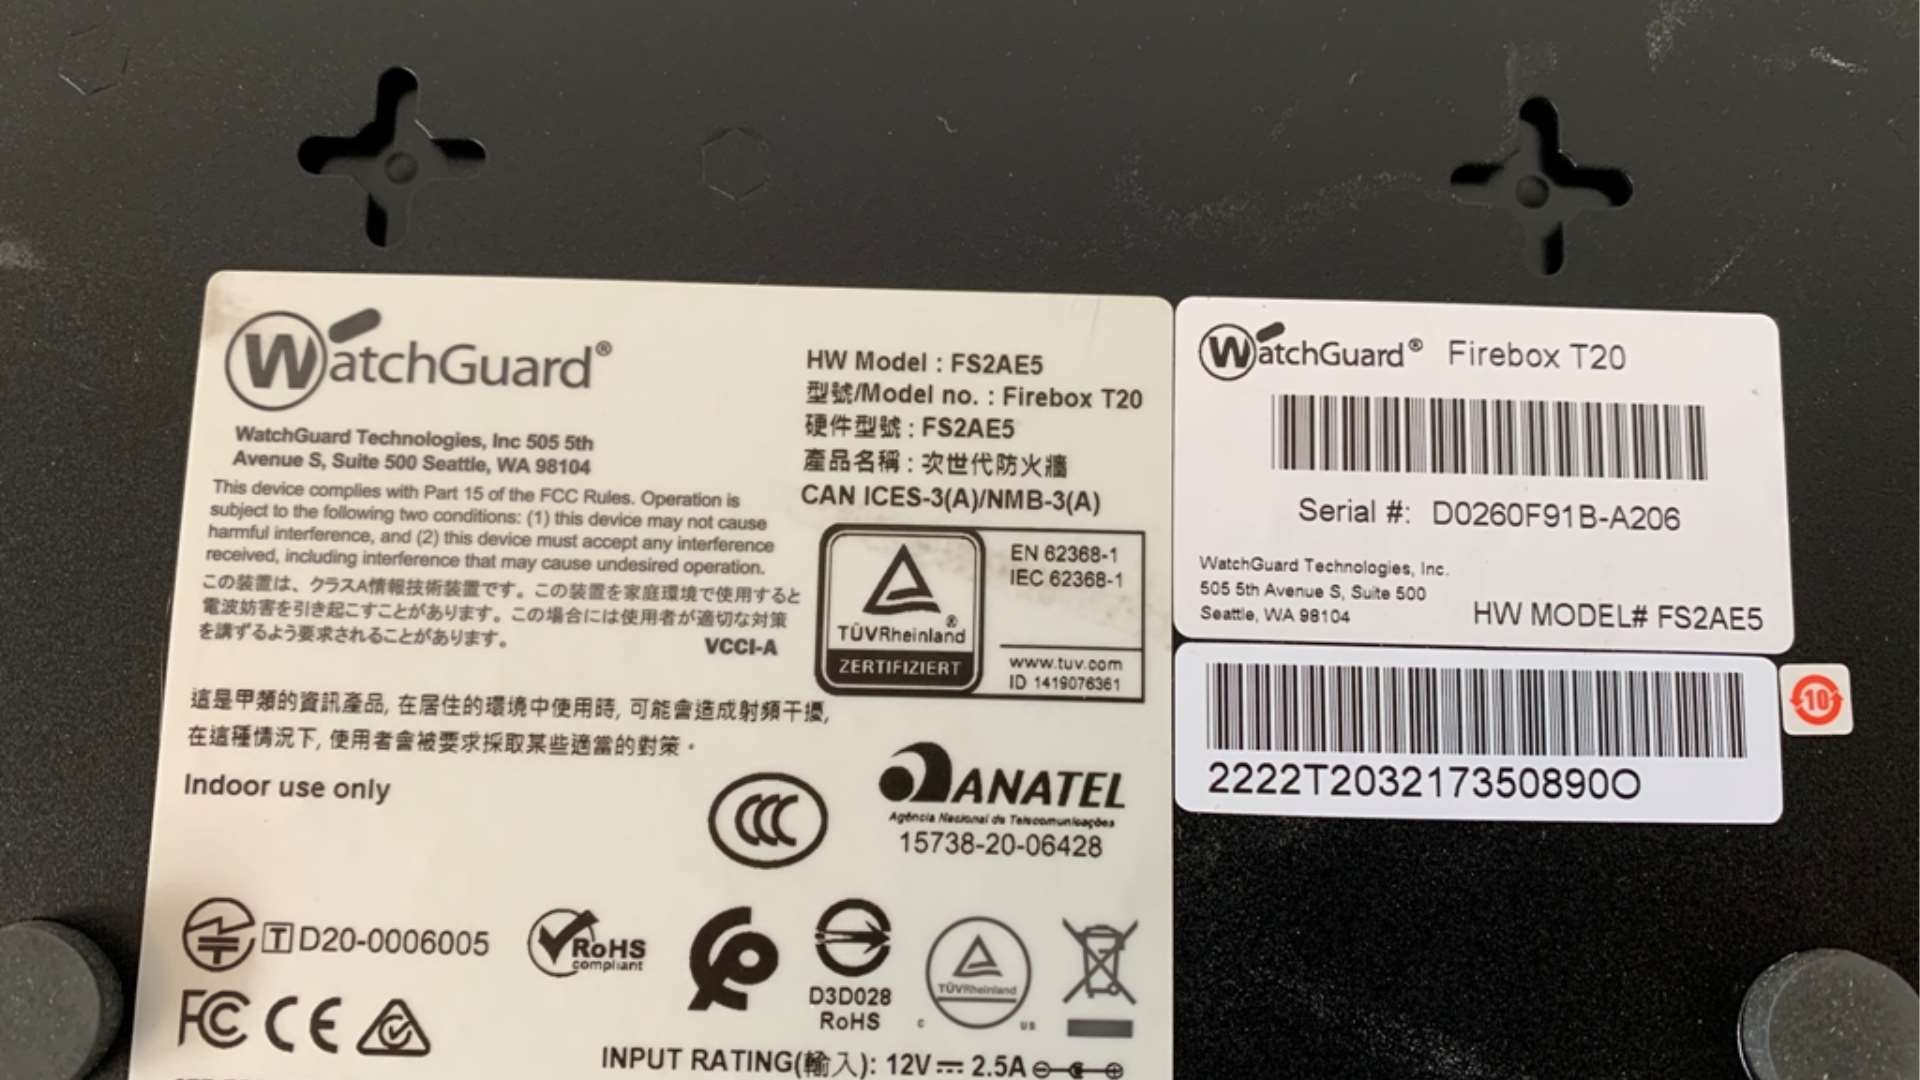 WatchGuard®
WatchGuard Technologies, Inc 505 5th
Avenue S, Suite 500 Seattle, WA 98104
This device complies with Part 15 of the FCC Rules. Operation is
subject to the following two conditions: (1) this device may not cause
harmful interference, and (2) this device must accept any interference
received, including interference that may cause undesired operation.
この装置は、クラスA情報技術装置です。この装置を家庭環境で使用すると
電波妨害を引き起こすことがあります。この場合には使用者が適切な対策
を講ずるよう要求されることがあります。
VCCI-A
這是甲類的資訊產品, 在居住的環境中使用時, 可能會造成射頻干擾,
在這種情況下, 使用者會被要求採取某些適當的對策。
Indoor use only
HW Model : FS2AE5
型號/Model no. : Firebox T20
硬件型號 : FS2AE5
產品名稱 : 次世代防火牆
CAN ICES-3(A)/NMB-3(A)
TÜVRheinland®
ZERTIFIZIERT
EN 62368-1
IEC 62368-1
www.tuv.com
ID 1419076361
CCC
ANATEL
Agência Nacional de Telecomunicações
15738-20-06428
T D20-0006005
RoHS
compliant
D3D028
RoHS
TÜVRheinland
C US
FC CE
INPUT RATING(輸入): 12V 2.5A
WatchGuard® Firebox T20
Serial #: D0260F91B-A206
WatchGuard Technologies, Inc.
505 5th Avenue S, Suite 500
Seattle, WA 98104
HW MODEL# FS2AE5
2222T203217350890O
10